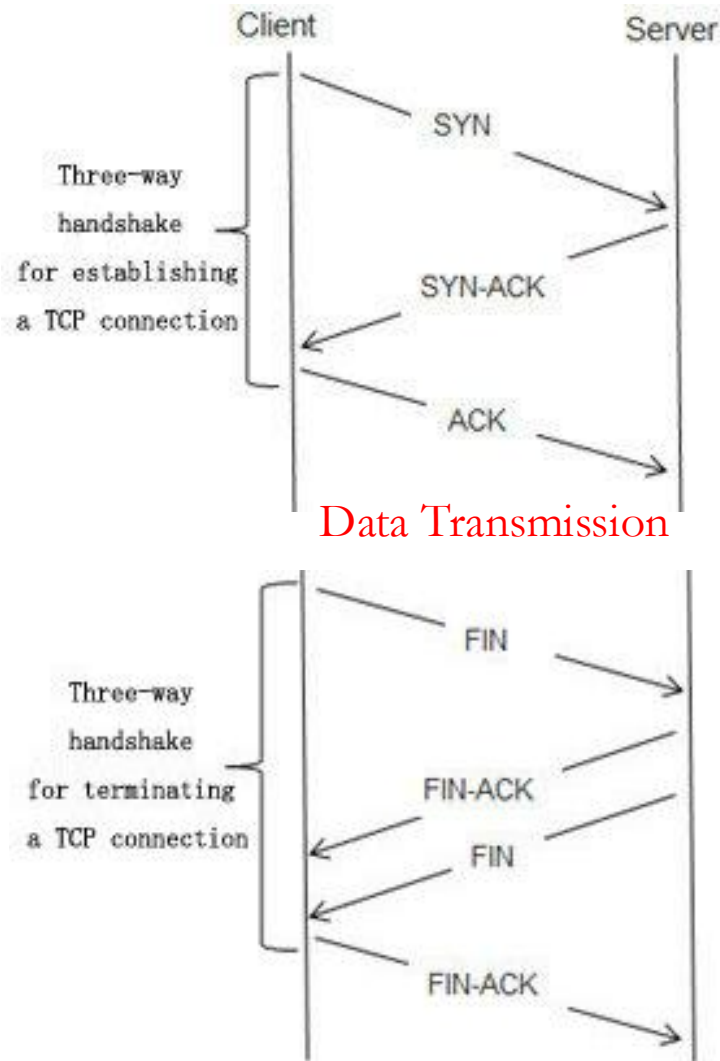 Client
Server
SYN
Three-way
handshake
for establishing
a TCP connection
SYN-ACK
ACK
Data Transmission
FIN
Three-way
handshake
for terminating
a TCP connection
FIN-ACK
FIN
FIN-ACK